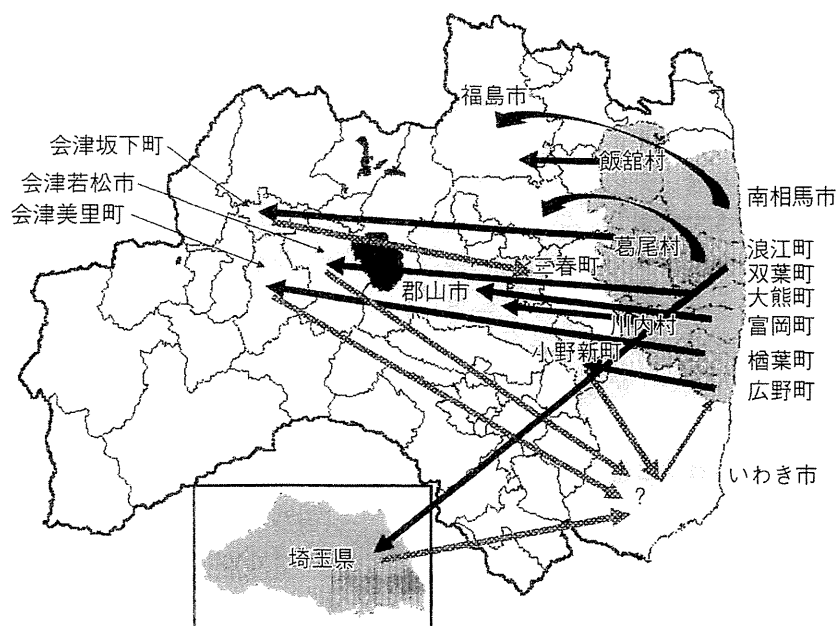 福島市
会津坂下町
飯舘村
会津若松市
南相馬市
会津美里町
葛尾村
浪江町
三春町
双葉町
郡山市
大熊町
川内村
富岡町
小野新町
楢葉町
広野町
いわき市
?
埼玉県